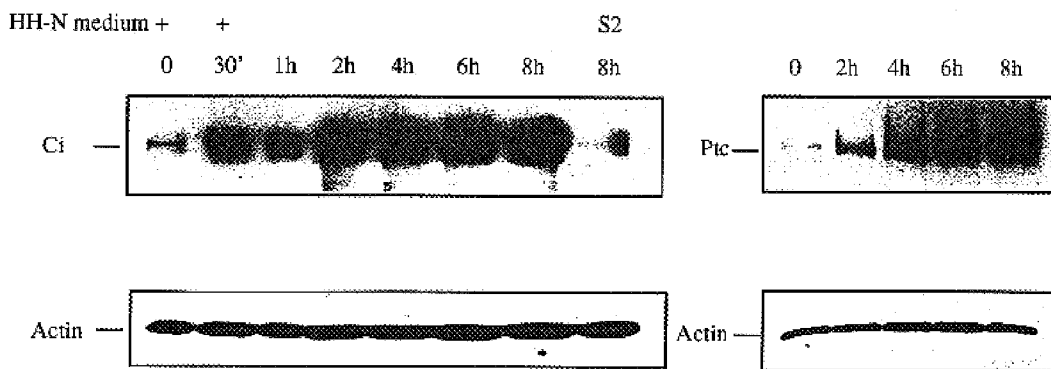 HH-N medium + + S2
0 30' 1h 2h 4h 6h 8h 8h 0 2h 4h 6h 8h
Ci Ptc
Actin Actin